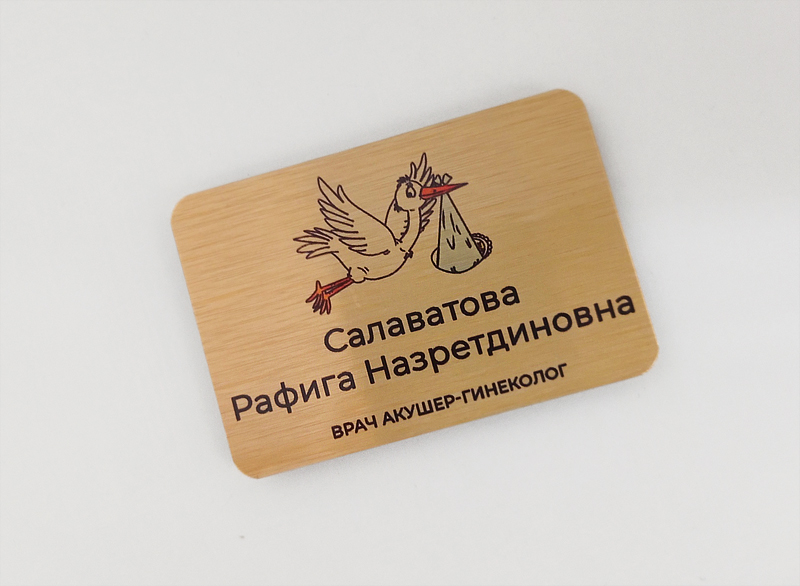 Салаватова
Рафига Назретдиновна
ВРАЧ АКУШЕР-ГИНЕКОЛОГ